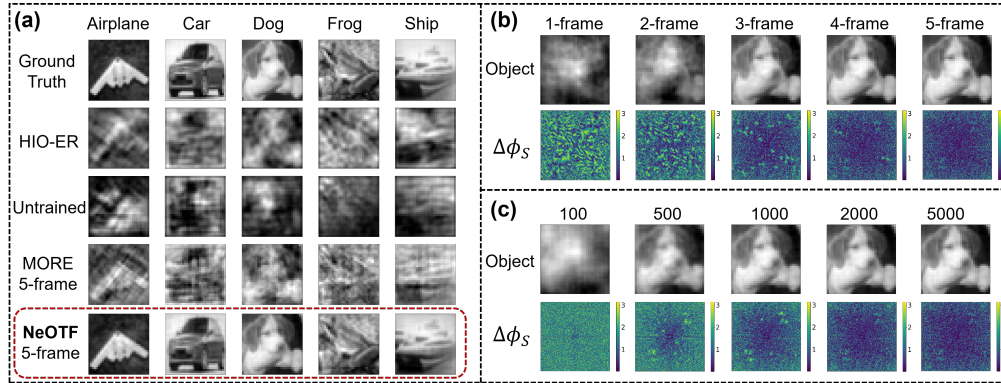 (a)
Airplane Car Dog Frog Ship
Ground
Truth
HIO-ER
Untrained
MORE
5-frame
NeOTF
5-frame
(b)
1-frame 2-frame 3-frame 4-frame 5-frame
Object
Δϕ_S
3 3 3 3 3
2 2 2 2 2
1 1 1 1 1
(c)
100 500 1000 2000 5000
Object
Δϕ_S
3 3 3 3 3
2 2 2 2 2
1 1 1 1 1